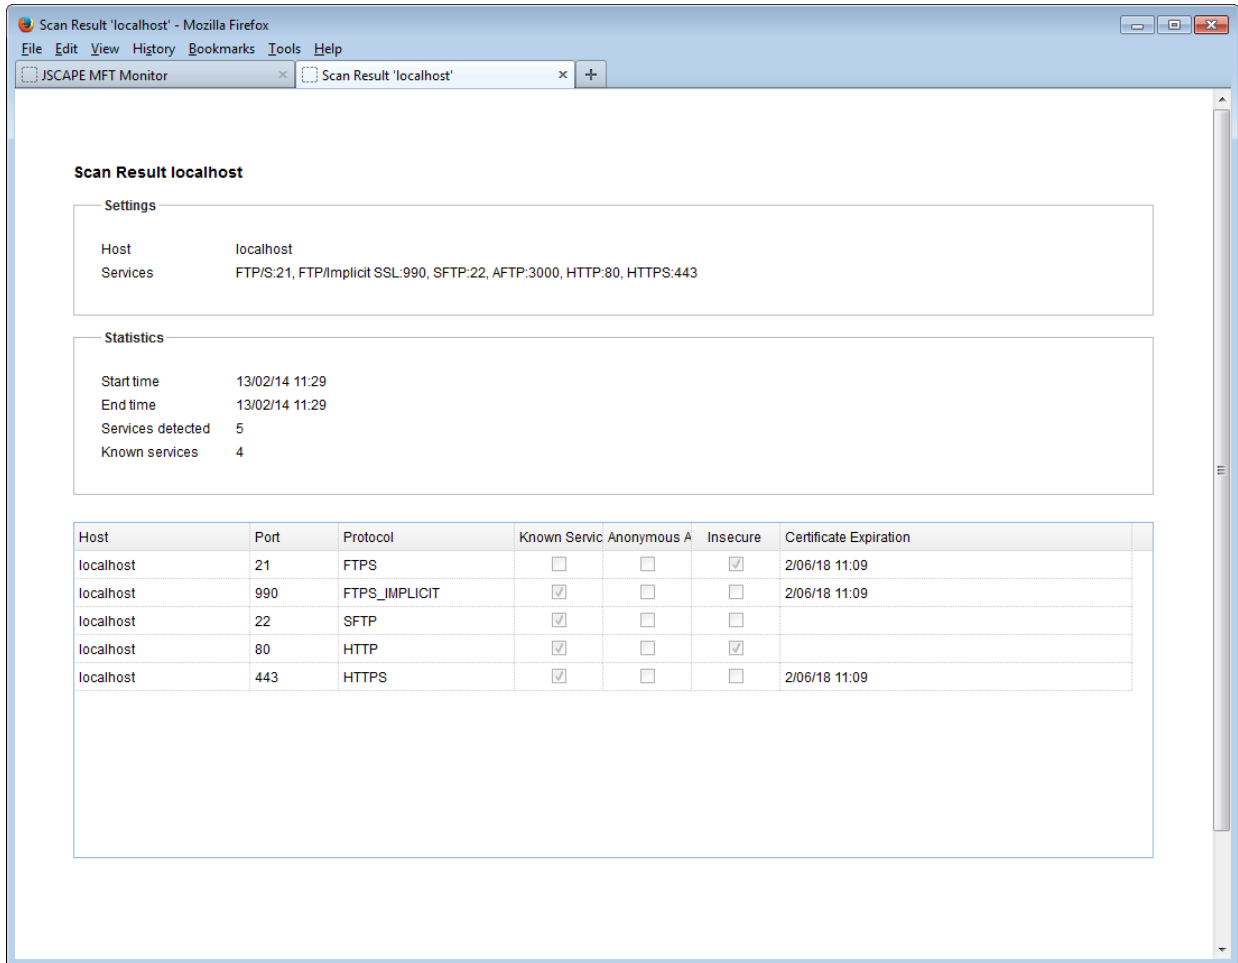 Scan Result 'localhost' - Mozilla Firefox
File Edit View History Bookmarks Tools Help
JSCAPE MFT Monitor × Scan Result 'localhost' × +
Scan Result localhost
Settings
Host localhost
Services FTP/S:21, FTP/Implicit SSL:990, SFTP:22, AFTP:3000, HTTP:80, HTTPS:443
Statistics
Start time 13/02/14 11:29
End time 13/02/14 11:29
Services detected 5
Known services 4
Host Port Protocol Known Servic Anonymous A Insecure Certificate Expiration
localhost 21 FTPS 2/06/18 11:09
localhost 990 FTPS_IMPLICIT 2/06/18 11:09
localhost 22 SFTP
localhost 80 HTTP
localhost 443 HTTPS 2/06/18 11:09